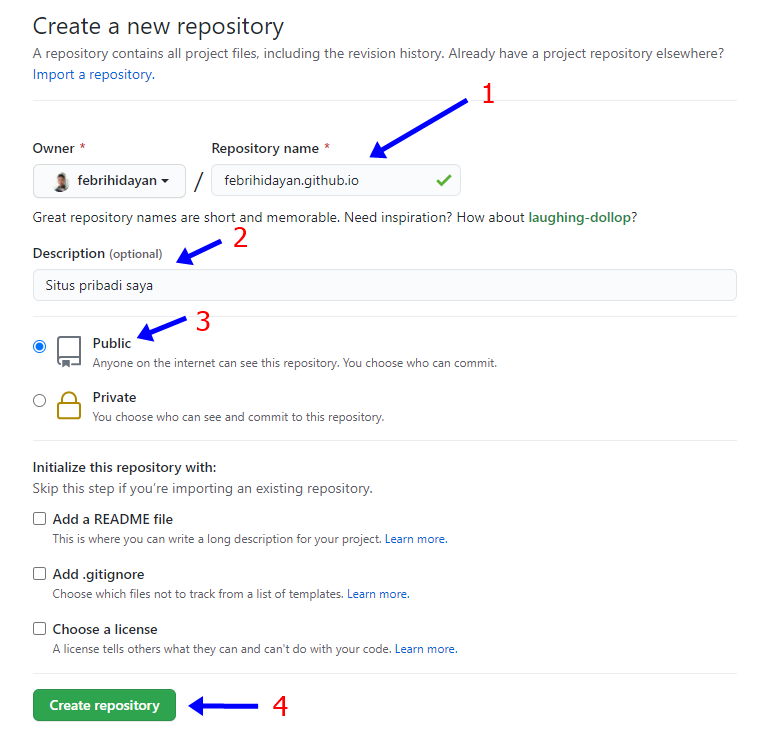 Create a new repository
A repository contains all project files, including the revision history. Already have a project repository elsewhere?
Import a repository.
1
Owner * Repository name *
febrihidayan / febrihidayan.github.io
Great repository names are short and memorable. Need inspiration? How about laughing-dollop?
2
Description (optional)
Situs pribadi saya
3
Public
Anyone on the internet can see this repository. You choose who can commit.
Private
You choose who can see and commit to this repository.
Initialize this repository with:
Skip this step if you're importing an existing repository.
Add a README file
This is where you can write a long description for your project. Learn more.
Add .gitignore
Choose which files not to track from a list of templates. Learn more.
Choose a license
A license tells others what they can and can't do with your code. Learn more.
Create repository 4